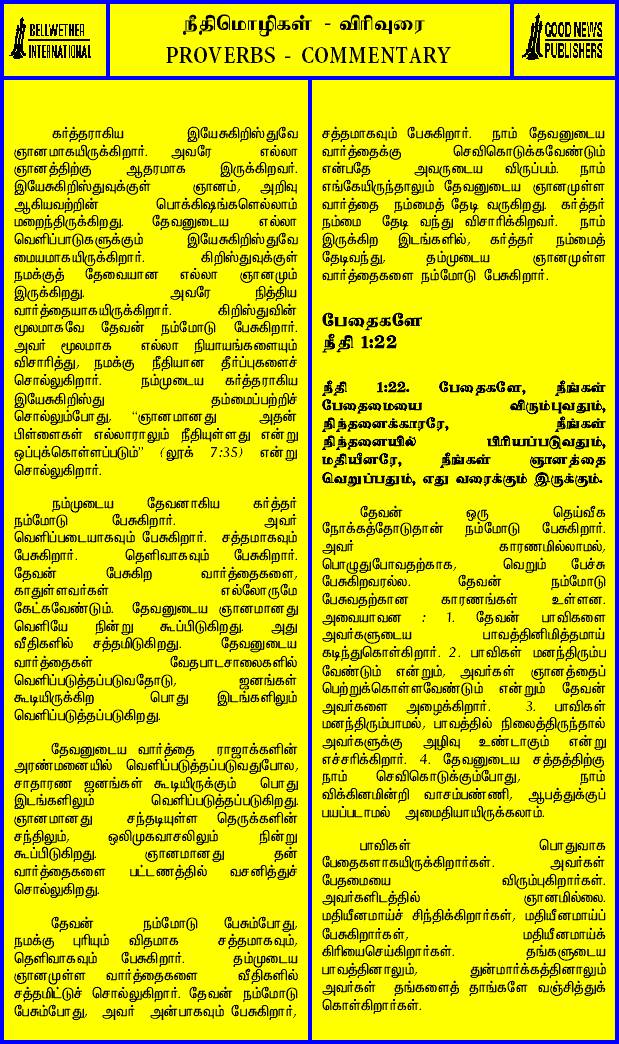 BELLWETHER
INTERNATIONAL
நீதிமொழிகள் - விரிவுரை
PROVERBS - COMMENTARY
GOOD NEWS
PUBLISHERS
கர்த்தராகிய இயேசுகிறிஸ்துவே
ஞானமாகயிருக்கிறார். அவரே எல்லா
ஞானத்திற்கு ஆதரமாக இருக்கிறவர்.
இயேசுகிறிஸ்துவுக்குள் ஞானம், அறிவு
ஆகியவற்றின் பொக்கிஷங்களெல்லாம்
மறைந்திருக்கிறது. தேவனுடைய எல்லா
வெளிப்பாடுகளுக்கும் இயேசுகிறிஸ்துவே
மையமாகயிருக்கிறார். கிறிஸ்துவுக்குள்
நமக்குத் தேவையான எல்லா ஞானமும்
இருக்கிறது. அவரே நித்திய
வார்த்தையாகயிருக்கிறார். கிறிஸ்துவின்
மூலமாகவே தேவன் நம்மோடு பேசுகிறார்.
அவர் மூலமாக எல்லா நியாயங்களையும்
விசாரித்து, நமக்கு நீதியான தீர்ப்புகளைச்
சொல்லுகிறார். நம்முடைய கர்த்தராகிய
இயேசுகிறிஸ்து தம்மைப்பற்றிச்
சொல்லும்போது, "ஞானமானது அதன்
பிள்ளைகள் எல்லாராலும் நீதியுள்ளது என்று
ஒப்புக்கொள்ளப்படும்" (லூக் 7:35) என்று
சொல்லுகிறார்.
நம்முடைய தேவனாகிய கர்த்தர்
நம்மோடு பேசுகிறார். அவர்
வெளிப்படையாகவும் பேசுகிறார். சத்தமாகவும்
பேசுகிறார். தெளிவாகவும் பேசுகிறார்.
தேவன் பேசுகிற வார்த்தைகளை,
காதுள்ளவர்கள் எல்லோருமே
கேட்கவேண்டும். தேவனுடைய ஞானமானது
வெளியே நின்று கூப்பிடுகிறது. அது
வீதிகளில் சத்தமிடுகிறது. தேவனுடைய
வார்த்தைகள் வேதபாடசாலைகளில்
வெளிப்படுத்தப்படுவதோடு, ஜனங்கள்
கூடியிருக்கிற பொது இடங்களிலும்
வெளிப்படுத்தப்படுகிறது.
தேவனுடைய வார்த்தை ராஜாக்களின்
அரண்மனையில் வெளிப்படுத்தப்படுவதுபோல,
சாதாரண ஜனங்கள் கூடியிருக்கும் பொது
இடங்களிலும் வெளிப்படுத்தப்படுகிறது.
ஞானமானது சந்தடியுள்ள தெருக்களின்
சந்திலும், ஒலிமுகவாசலிலும் நின்று
கூப்பிடுகிறது. ஞானமானது தன்
வார்த்தைகளை பட்டணத்தில் வசனித்துச்
சொல்லுகிறது.
தேவன் நம்மோடு பேசும்போது,
நமக்கு புரியும் விதமாக சத்தமாகவும்,
தெளிவாகவும் பேசுகிறார். தம்முடைய
ஞானமுள்ள வார்த்தைகளை வீதிகளில்
சத்தமிட்டுச் சொல்லுகிறார். தேவன் நம்மோடு
பேசும்போது, அவர் அன்பாகவும் பேசுகிறார்,
சத்தமாகவும் பேசுகிறார். நாம் தேவனுடைய
வார்த்தைக்கு செவிகொடுக்கவேண்டும்
என்பதே அவருடைய விருப்பம். நாம்
எங்கேயிருந்தாலும் தேவனுடைய ஞானமுள்ள
வார்த்தை நம்மைத் தேடி வருகிறது. கர்த்தர்
நம்மை தேடி வந்து விசாரிக்கிறவர். நாம்
இருக்கிற இடங்களில், கர்த்தர் நம்மைத்
தேடிவந்து, தம்முடைய ஞானமுள்ள
வார்த்தைகளை நம்மோடு பேசுகிறார்.
பேதைகளே
நீதி 1:22
நீதி 1:22. பேதைகளே, நீங்கள்
பேதைமையை விரும்புவதும்,
நிந்தனைக்காரரே, நீங்கள்
நிந்தனையில் பிரியப்படுவதும்,
மதியீனரே, நீங்கள் ஞானத்தை
வெறுப்பதும், எது வரைக்கும் இருக்கும்.
தேவன் ஒரு தெய்வீக
நோக்கத்தோடுதான் நம்மோடு பேசுகிறார்.
அவர் காரணமில்லாமல்,
பொழுதுபோவதற்காக, வெறும் பேச்சு
பேசுகிறவரல்ல. தேவன் நம்மோடு
பேசுவதற்கான காரணங்கள் உள்ளன.
அவையாவன : 1. தேவன் பாவிகளை
அவர்களுடைய பாவத்தினிமித்தமாய்
கடிந்துகொள்கிறார். 2. பாவிகள் மனந்திரும்ப
வேண்டும் என்றும், அவர்கள் ஞானத்தைப்
பெற்றுக்கொள்ளவேண்டும் என்றும் தேவன்
அவர்களை அழைக்கிறார். 3. பாவிகள்
மனந்திரும்பாமல், பாவத்தில் நிலைத்திருந்தால்
அவர்களுக்கு அழிவு உண்டாகும் என்று
எச்சரிக்கிறார். 4. தேவனுடைய சத்தத்திற்கு
நாம் செவிகொடுக்கும்போது, நாம்
விக்கினமின்றி வாசம்பண்ணி, ஆபத்துக்குப்
பயப்படாமல் அமைதியாயிருக்கலாம்.
பாவிகள் பொதுவாக
பேதைகளாகயிருக்கிறார்கள். அவர்கள்
பேதமையை விரும்புகிறார்கள்.
அவர்களிடத்தில் ஞானமில்லை.
மதியீனமாய்ச் சிந்திக்கிறார்கள், மதியீனமாய்ப்
பேசுகிறார்கள், மதியீனமாய்க்
கிரியைசெய்கிறார்கள். தங்களுடைய
பாவத்தினாலும், துன்மார்க்கத்தினாலும்
அவர்கள் தங்களைத் தாங்களே வஞ்சித்துக்
கொள்கிறார்கள்.